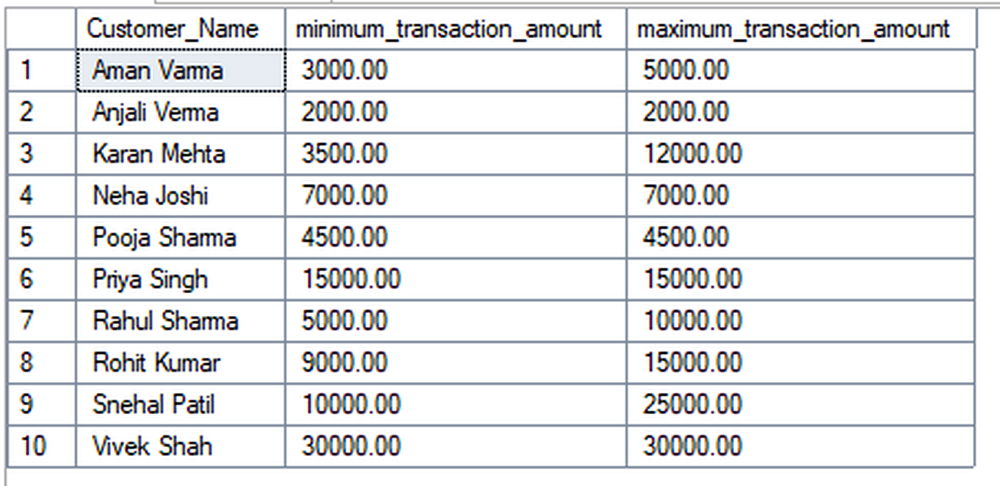 Customer_Name minimum_transaction_amount maximum_transaction_amount
1 Aman Varma 3000.00 5000.00
2 Anjali Verma 2000.00 2000.00
3 Karan Mehta 3500.00 12000.00
4 Neha Joshi 7000.00 7000.00
5 Pooja Sharma 4500.00 4500.00
6 Priya Singh 15000.00 15000.00
7 Rahul Sharma 5000.00 10000.00
8 Rohit Kumar 9000.00 15000.00
9 Snehal Patil 10000.00 25000.00
10 Vivek Shah 30000.00 30000.00